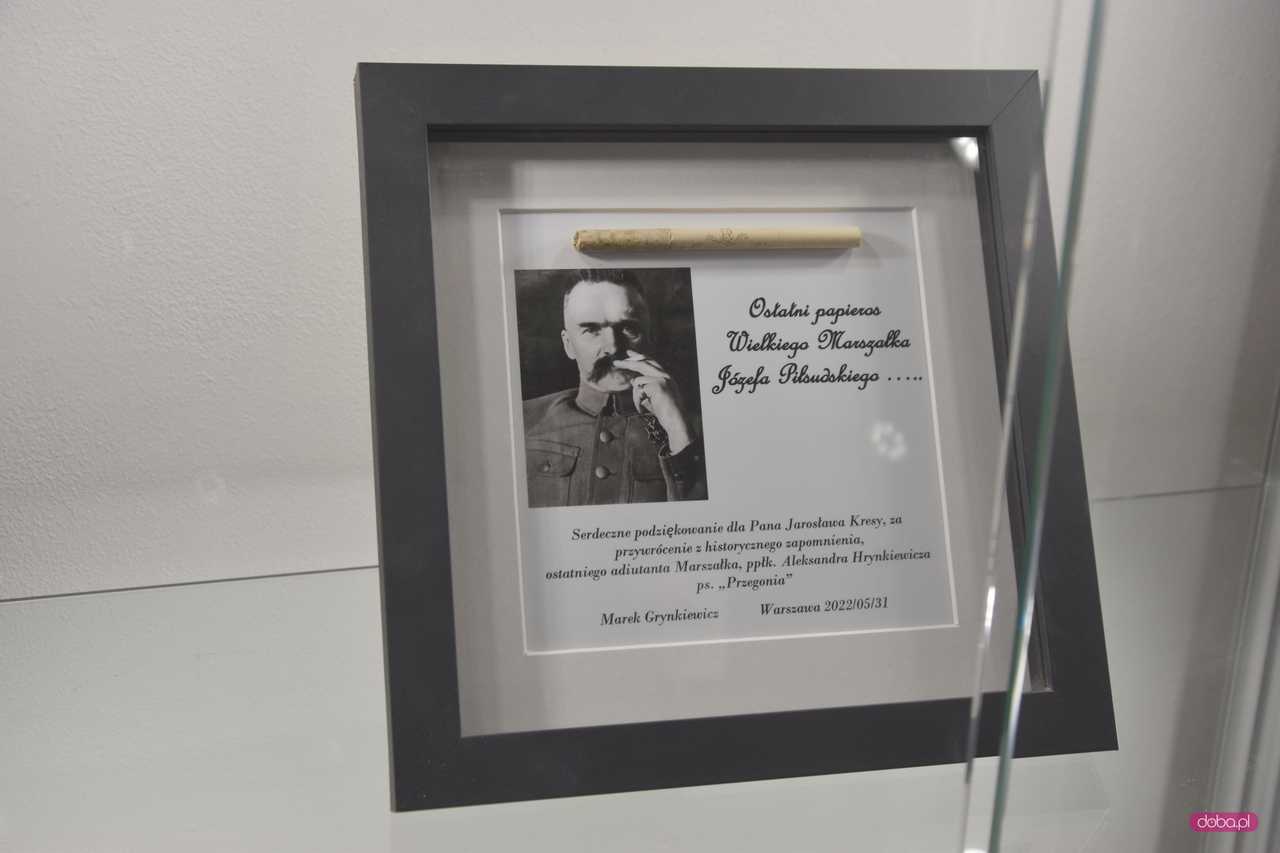 Ostatni papieros
Wielkiego Marszałka
Józefa Piłsudskiego .....
Serdeczne podziękowanie dla Pana Jarosława Kresy, za
przywrócenie z historycznego zapomnienia,
ostatniego adiutanta Marszałka, ppłk. Aleksandra Hrynkiewicza
ps. „Przegonia”
Marek Grynkiewicz Warszawa 2022/05/31
doba.pl